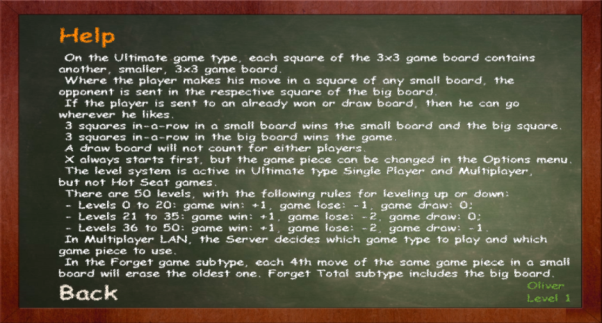 Help
On the Ultimate game type, each square of the 3x3 game board contains
another, smaller, 3x3 game board.
Where the player makes his move in a square of any small board, the
opponent is sent in the respective square of the big board.
If the player is sent to an already won or draw board, then he can go
wherever he likes.
3 squares in-a-row in a small board wins the small board and the big square.
3 squares in-a-row in the big board wins the game.
A draw board will not count for either players.
X always starts first, but the game piece can be changed in the Options menu.
The level system is active in Ultimate type Single Player and Multiplayer,
but not Hot Seat games.
There are 50 levels, with the following rules for leveling up or down:
- Levels 0 to 20: game win: +1, game lose: -1, game draw: 0;
- Levels 21 to 35: game win: +1, game lose: -2, game draw: 0;
- Levels 36 to 50: game win: +1, game lose: -2, game draw: -1.
In Multiplayer LAN, the Server decides which game type to play and which
game piece to use.
In the Forget game subtype, each 4th move of the same game piece in a small
board will erase the oldest one. Forget Total subtype includes the big board.
Back
Oliver
Level 1